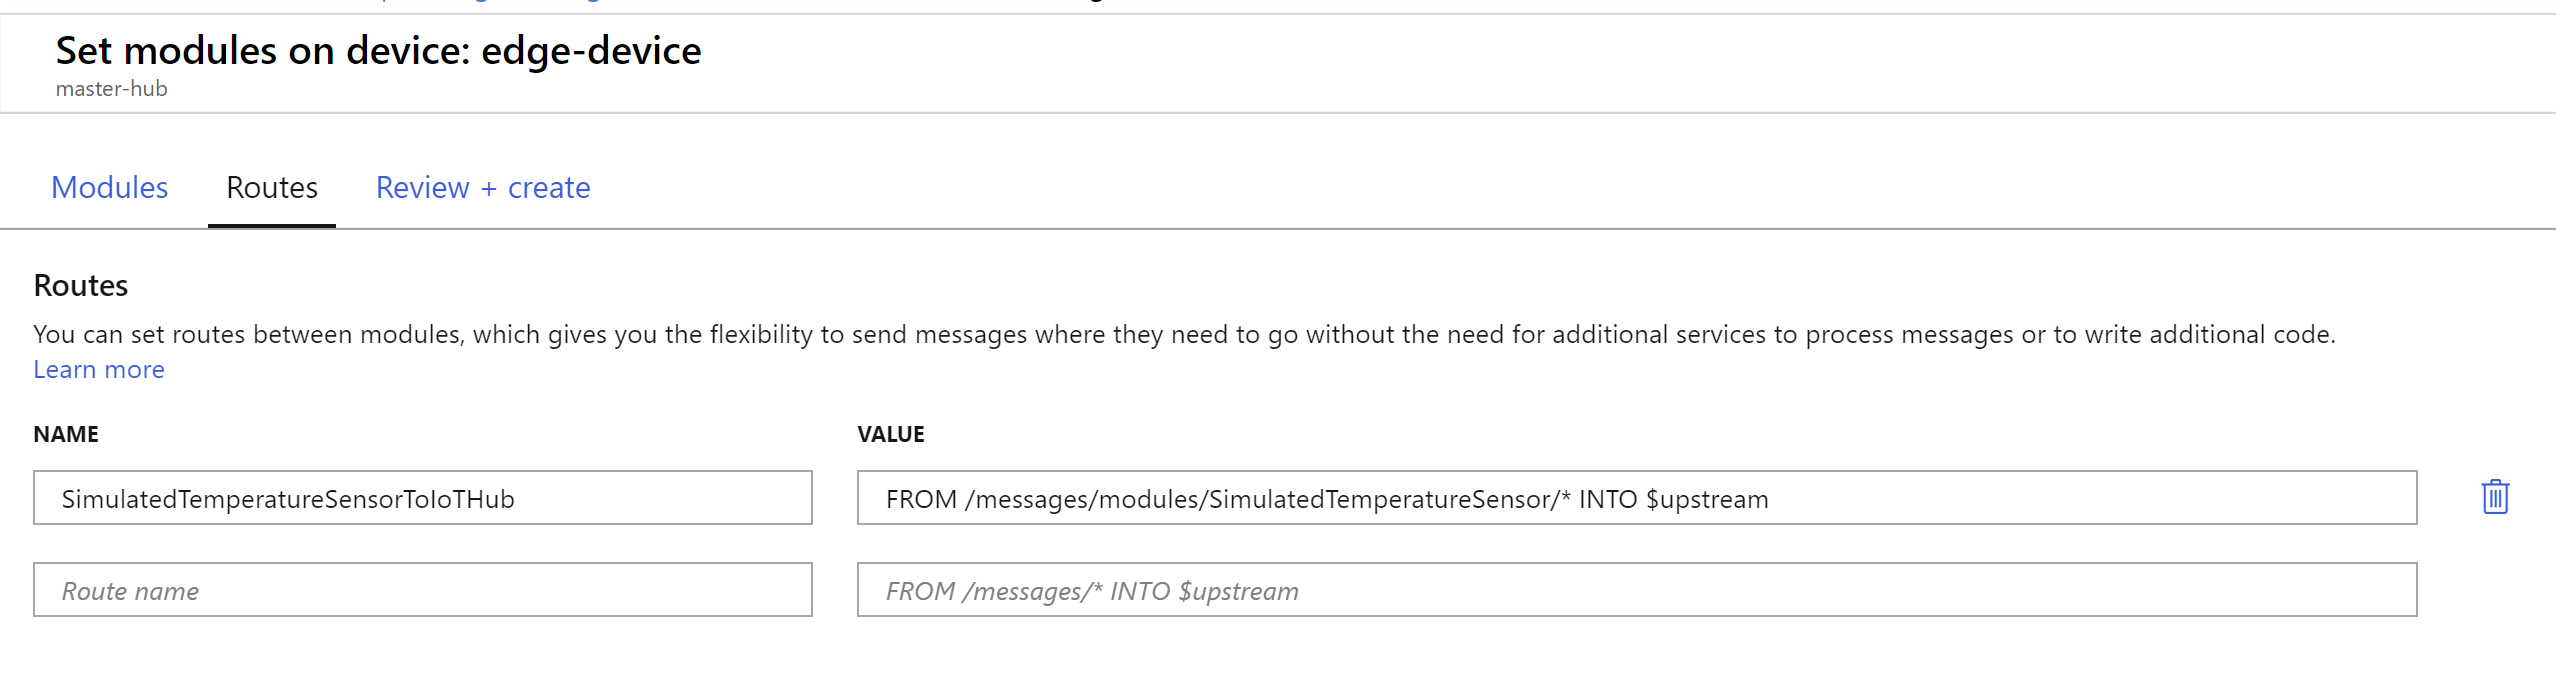 Set modules on device: edge-device
master-hub
Modules Routes Review + create
Routes
You can set routes between modules, which gives you the flexibility to send messages where they need to go without the need for additional services to process messages or to write additional code.
Learn more
NAME VALUE
SimulatedTemperatureSensorToIoTHub FROM /messages/modules/SimulatedTemperatureSensor/* INTO $upstream
Route name FROM /messages/* INTO $upstream